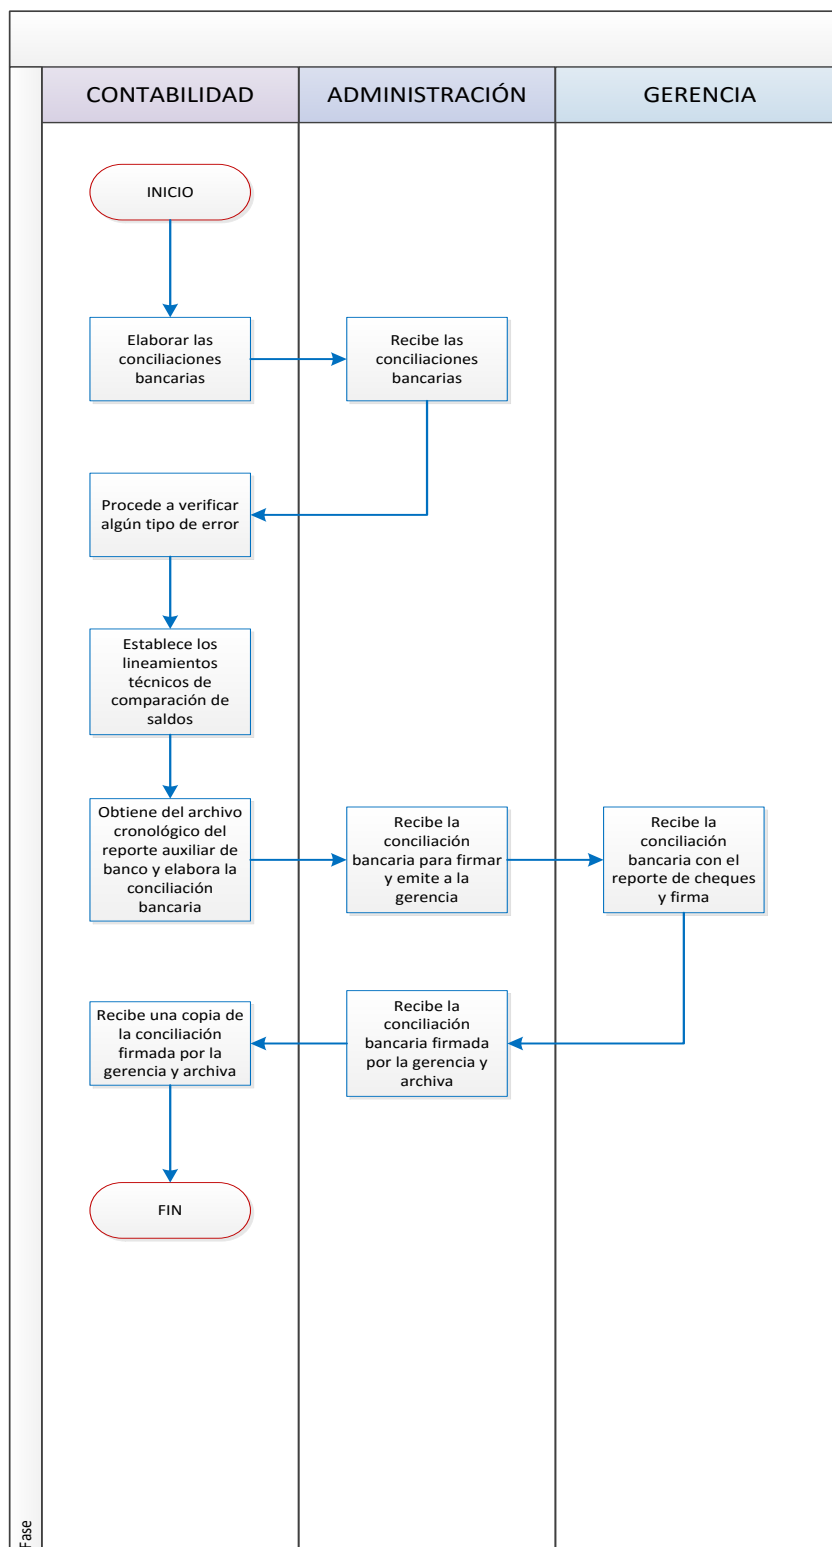 CONTABILIDAD
ADMINISTRACIÓN
GERENCIA
INICIO
Elaborar las
conciliaciones
bancarias
Recibe las
conciliaciones
bancarias
Procede a verificar
algún tipo de error
Establece los
lineamientos
técnicos de
comparación de
saldos
Obtiene del archivo
cronológico del
reporte auxiliar de
banco y elabora la
conciliación
bancaria
Recibe la
conciliación
bancaria para firmar
y emite a la
gerencia
Recibe la
conciliación
bancaria con el
reporte de cheques
y firma
Recibe la
conciliación
bancaria firmada
por la gerencia y
archiva
Recibe una copia de
la conciliación
firmada por la
gerencia y archiva
FIN
Fase